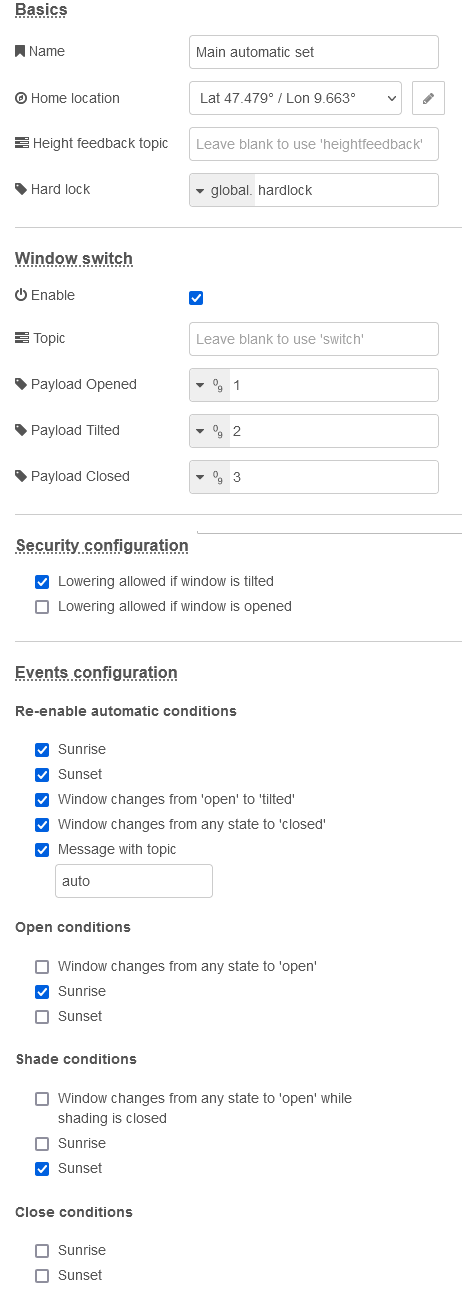 Basics
Name
Main automatic set
Home location
Lat 47.479° / Lon 9.663°
Height feedback topic
Leave blank to use 'heightfeedback'
Hard lock
global. hardlock
Window switch
Enable
Topic
Leave blank to use 'switch'
Payload Opened
09 1
Payload Tilted
09 2
Payload Closed
09 3
Security configuration
Lowering allowed if window is tilted
Lowering allowed if window is opened
Events configuration
Re-enable automatic conditions
Sunrise
Sunset
Window changes from 'open' to 'tilted'
Window changes from any state to 'closed'
Message with topic
auto
Open conditions
Window changes from any state to 'open'
Sunrise
Sunset
Shade conditions
Window changes from any state to 'open' while
shading is closed
Sunrise
Sunset
Close conditions
Sunrise
Sunset